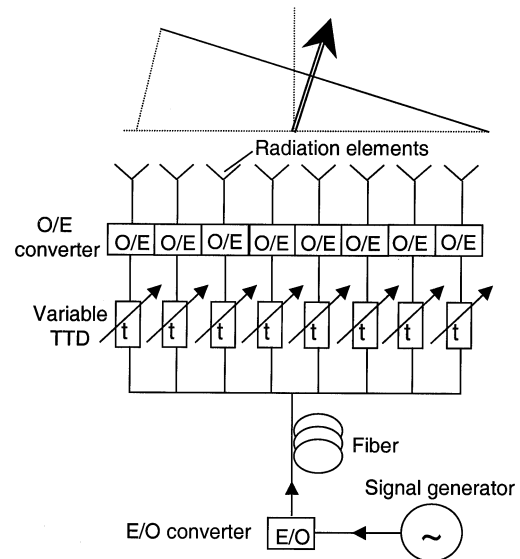 Radiation elements
O/E
converter
O/E O/E O/E O/E O/E O/E O/E O/E
Variable
TTD
t t t t t t t t
Fiber
Signal generator
E/O converter
E/O
~